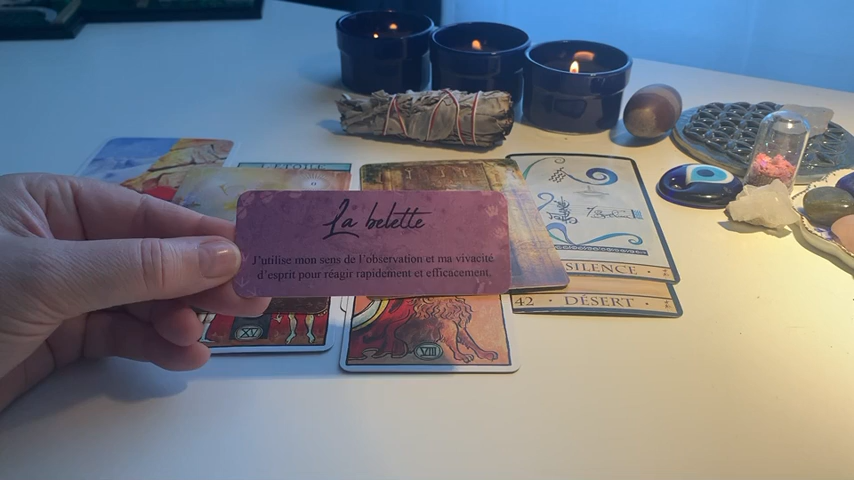 L'ÉTOILE
11
La belette
J'utilise mon sens de l'observation et ma vivacité
d'esprit pour réagir rapidement et efficacement.
SILENCE
42 DÉSERT
XV
VIII